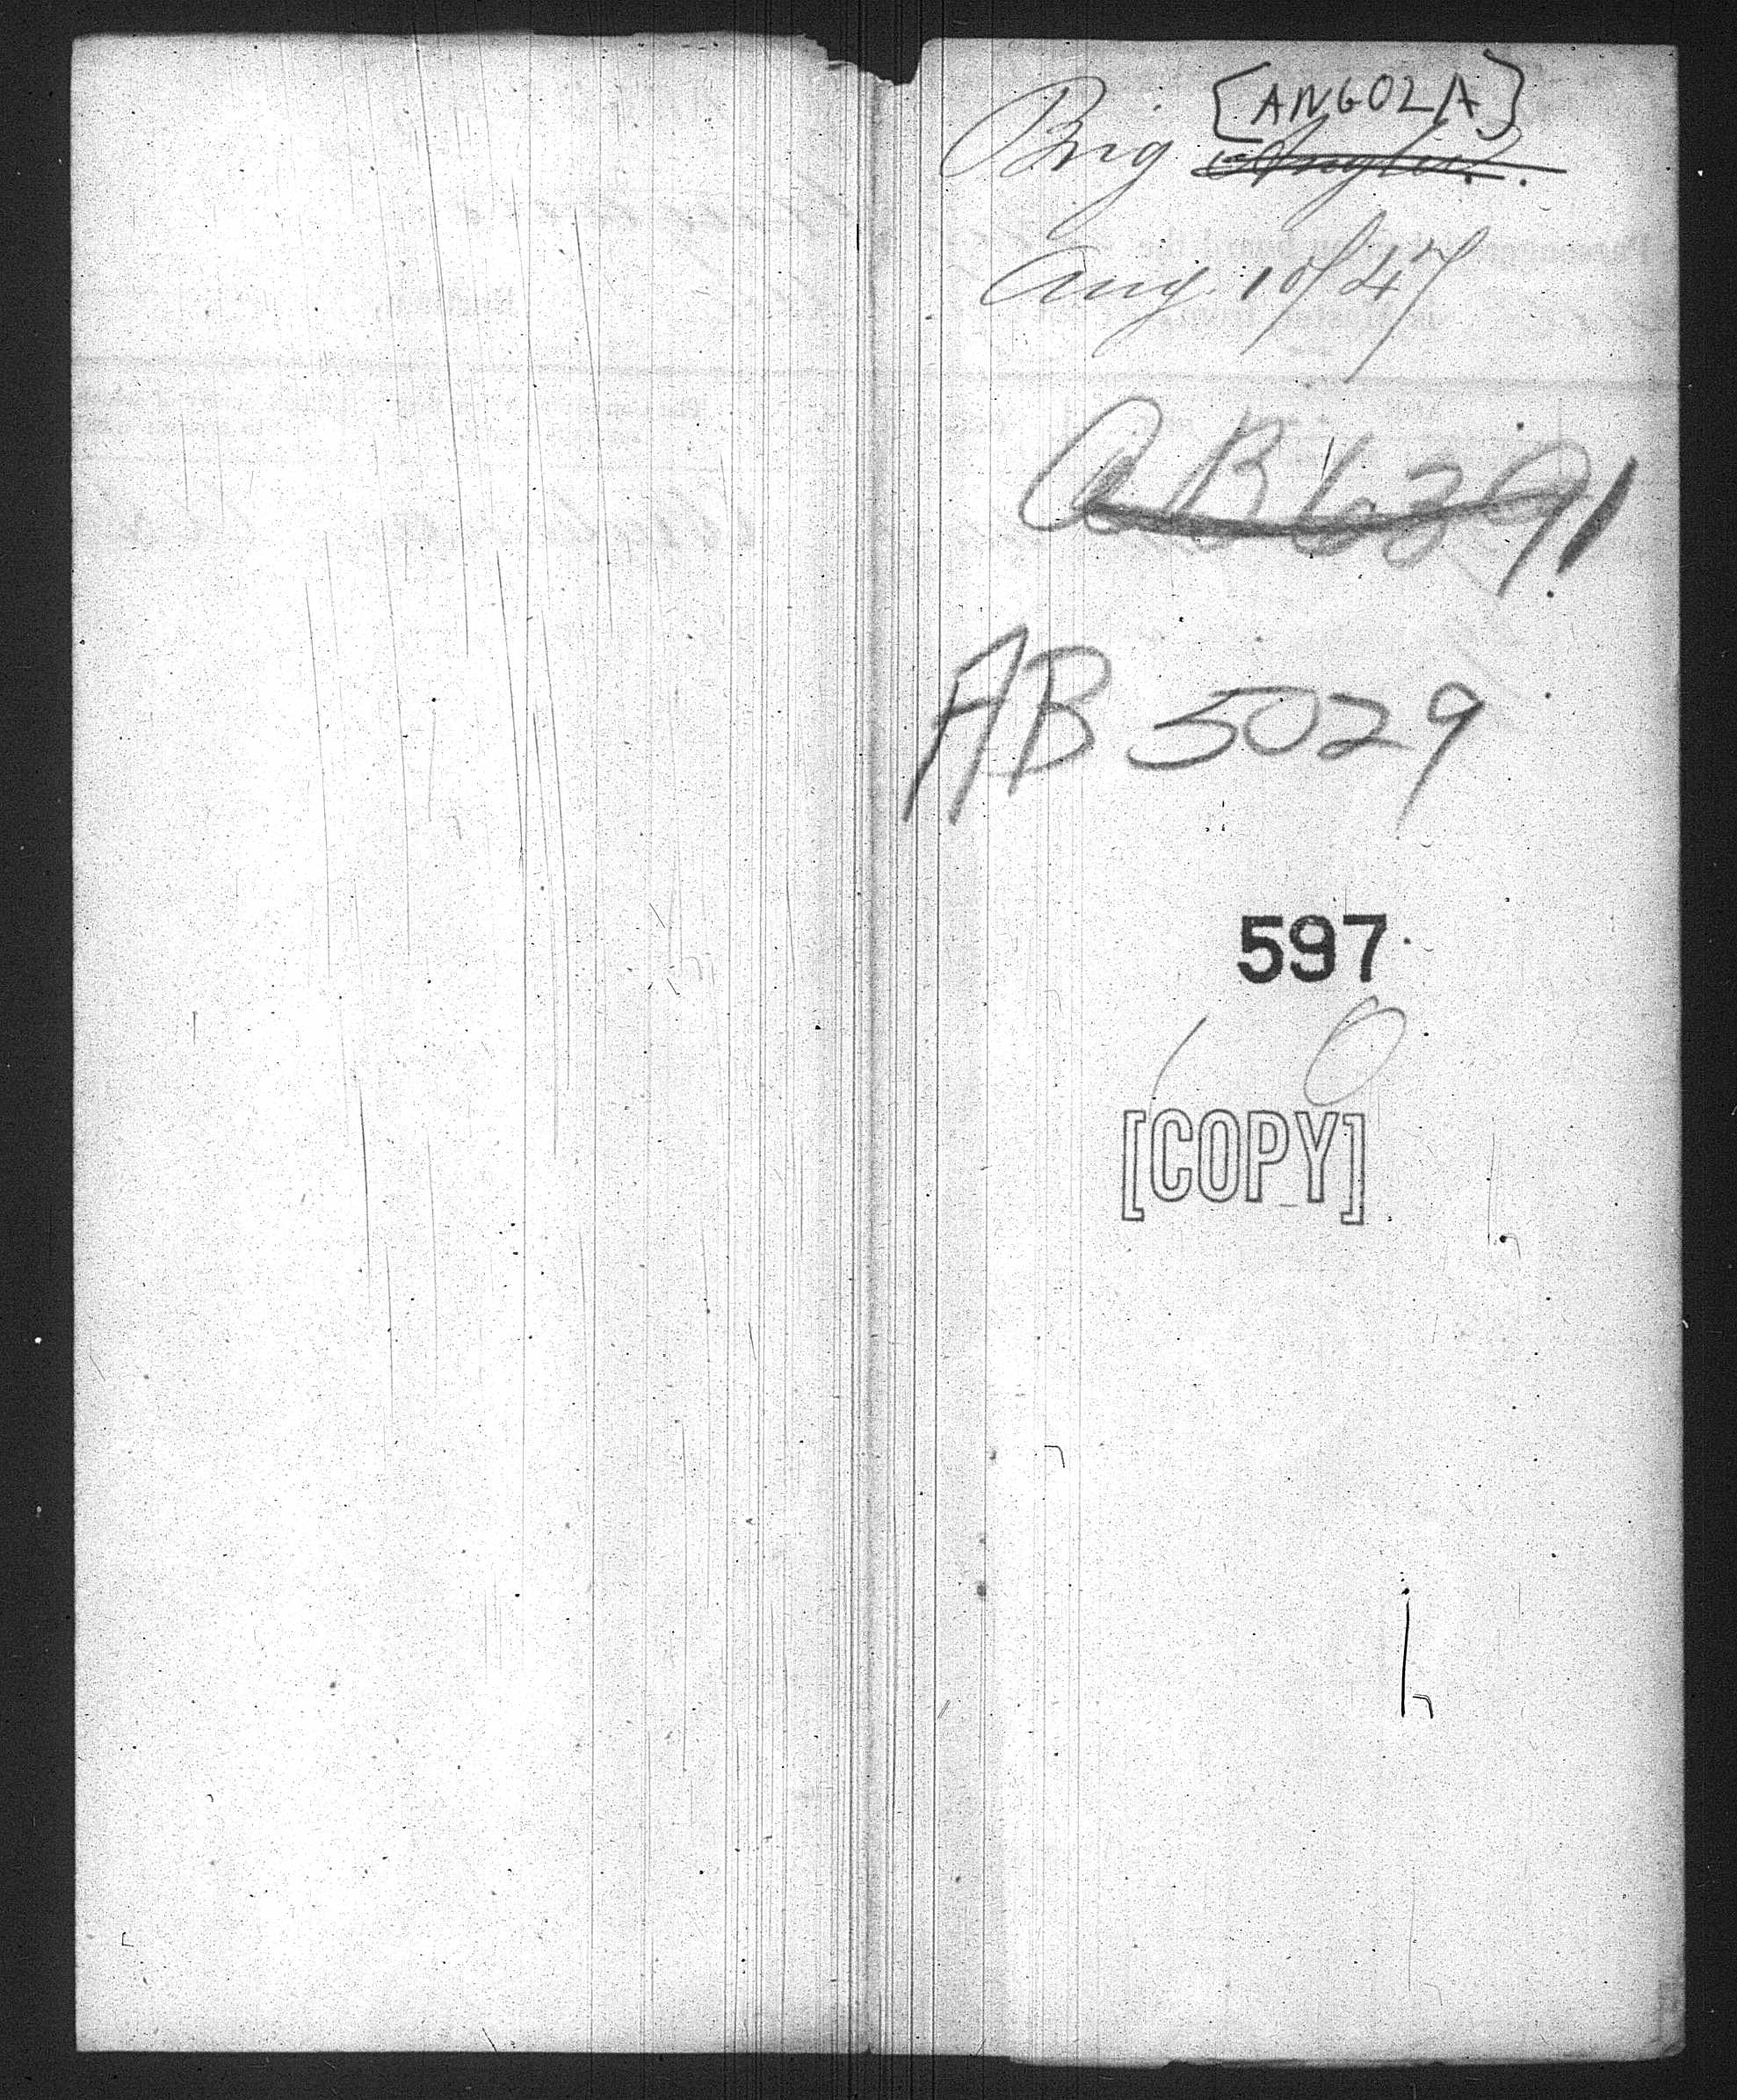 [ANGOLA]
Brig
Aug. 10/47
AB 6391
AB 5029
597
[COPY]